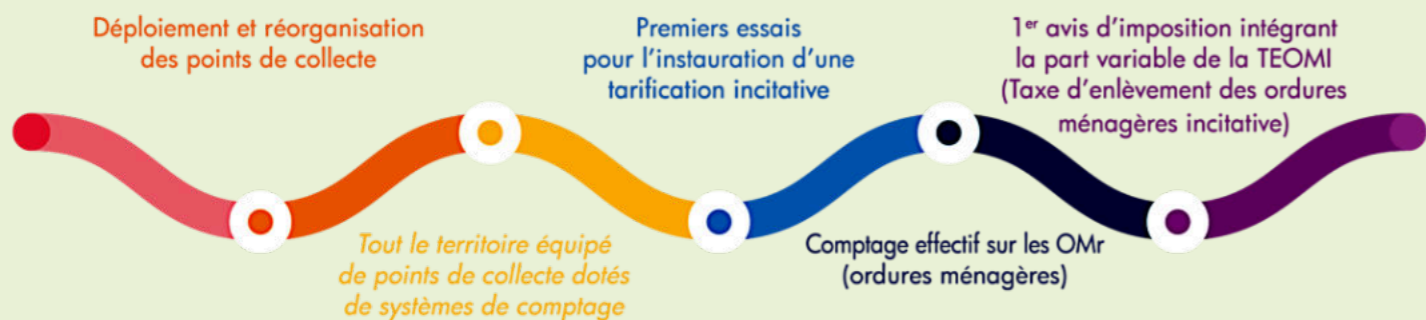 Déploiement et réorganisation
des points de collecte
Tout le territoire équipé
de points de collecte dotés
de systèmes de comptage
Premiers essais
pour l’instauration d’une
tarification incitative
Comptage effectif sur les OMr
(ordures ménagères)
1er avis d’imposition intégrant
la part variable de la TEOMI
(Taxe d’enlèvement des ordures
ménagères incitative)